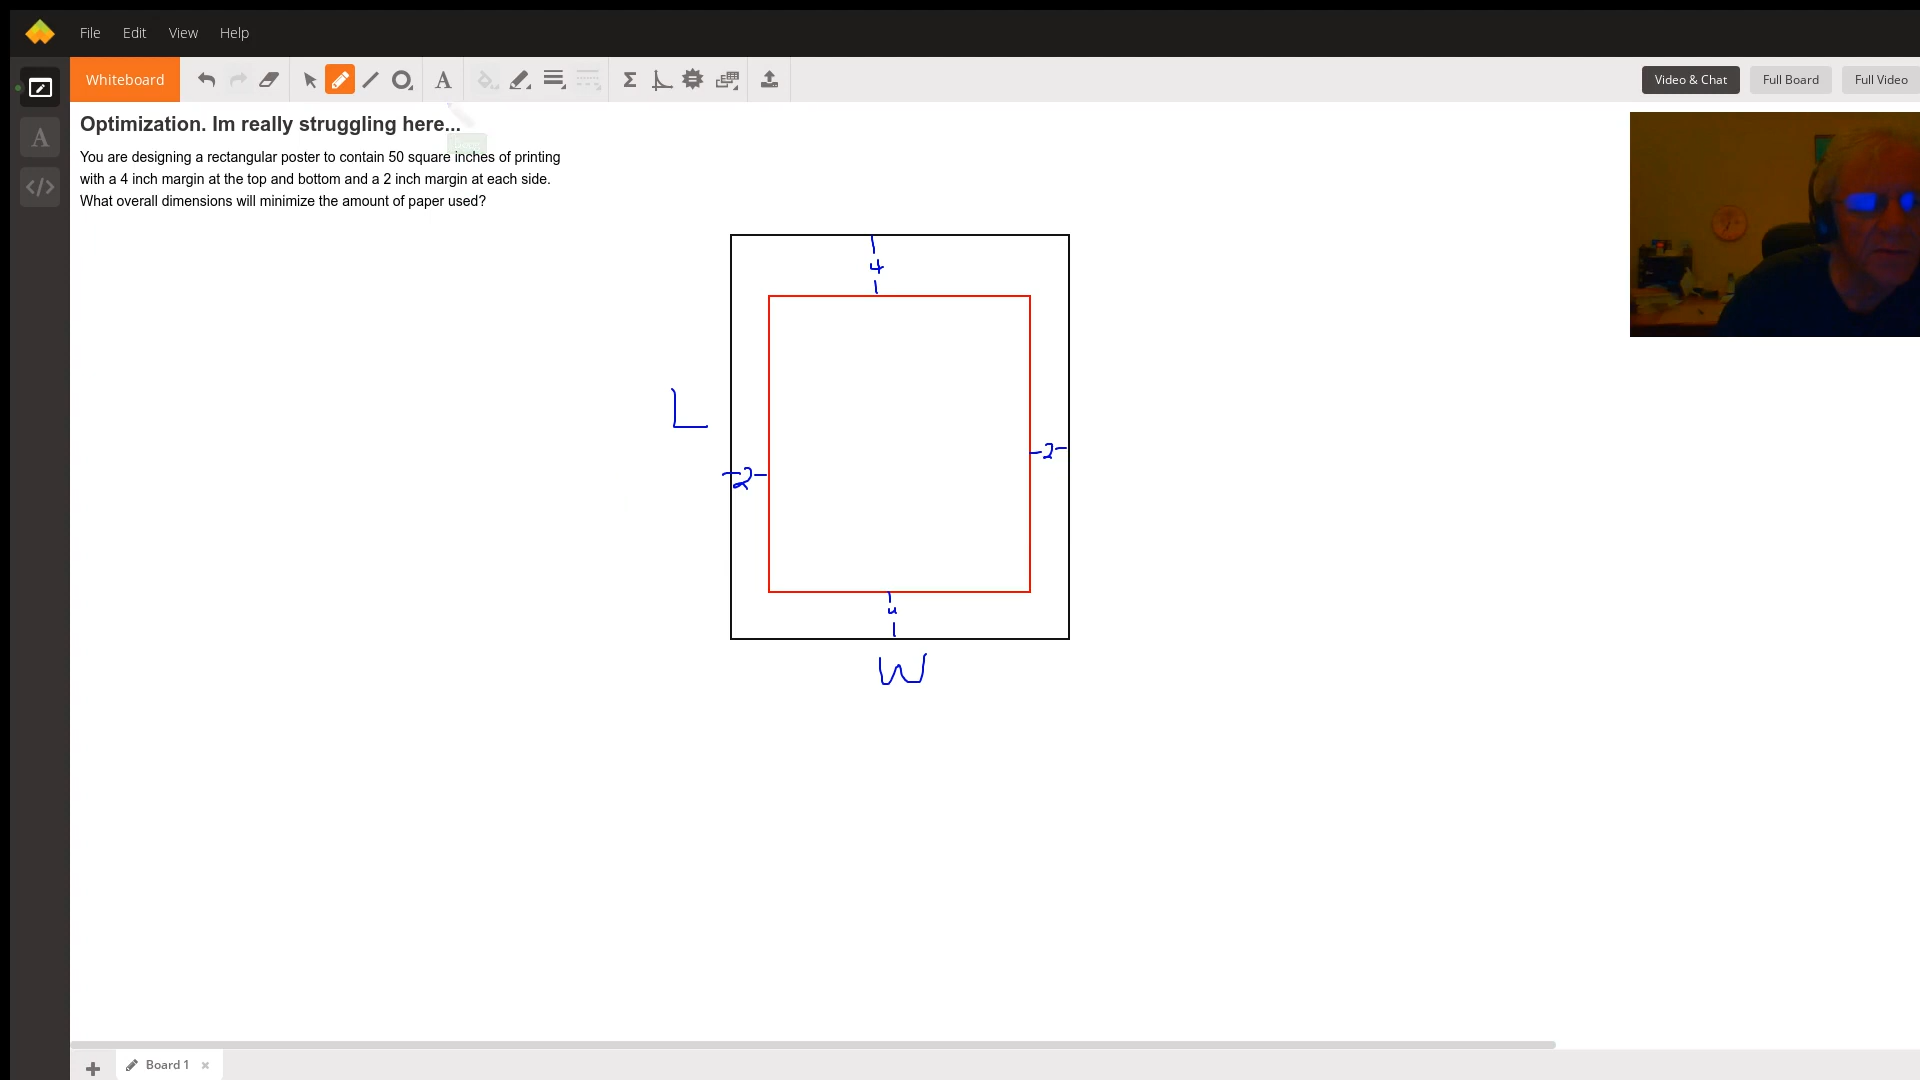 File Edit View Help
Whiteboard
A
Σ
Video & Chat Full Board Full Video
A
</>
Optimization. Im really struggling here...
You are designing a rectangular poster to contain 50 square inches of printing
with a 4 inch margin at the top and bottom and a 2 inch margin at each side.
What overall dimensions will minimize the amount of paper used?
4
L
-2-
-2-
4
W
+ Board 1 ×